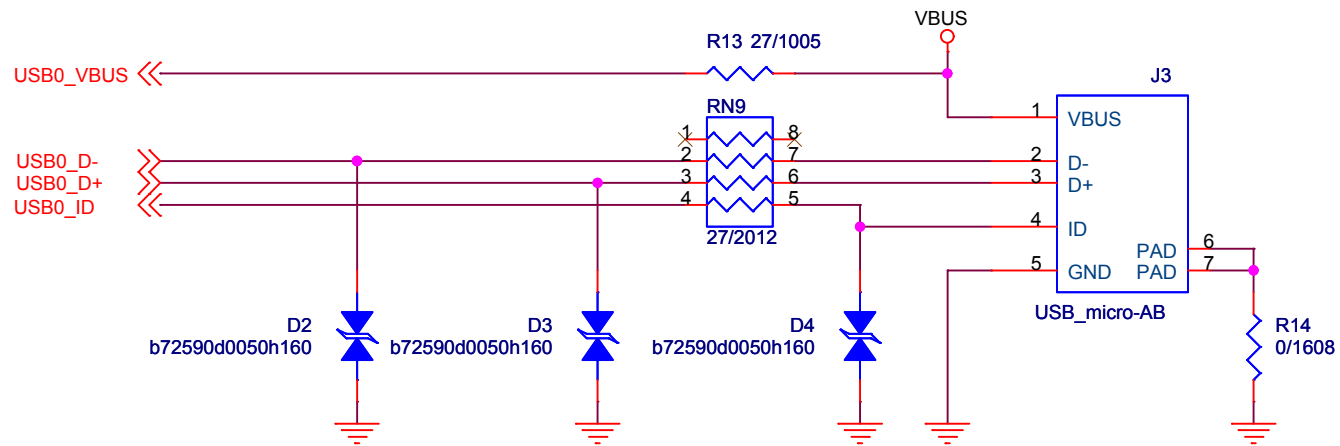 VBUS
R13 27/1005
USB0_VBUS
J3
RN9
1 VBUS
1 8
USB0_D- 2 7 2 D-
USB0_D+ 3 6 3 D+
USB0_ID 4 5
4 ID
27/2012
PAD 6
5 GND PAD 7
USB_micro-AB
D2
b72590d0050h160
D3
b72590d0050h160
D4
b72590d0050h160
R14
0/1608